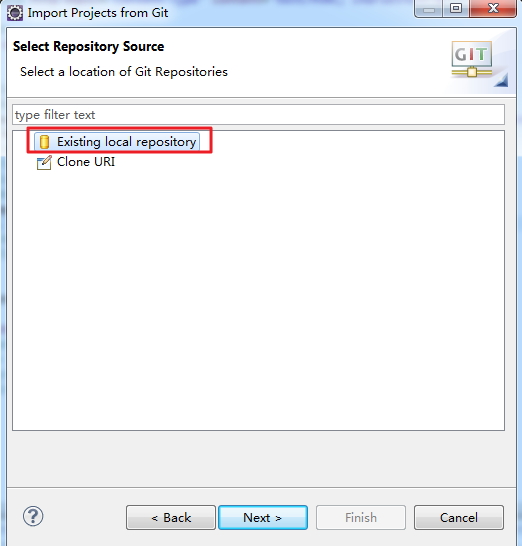 Import Projects from Git
Select Repository Source
Select a location of Git Repositories
GIT
type filter text
Existing local repository
Clone URI
?
< Back
Next >
Finish
Cancel